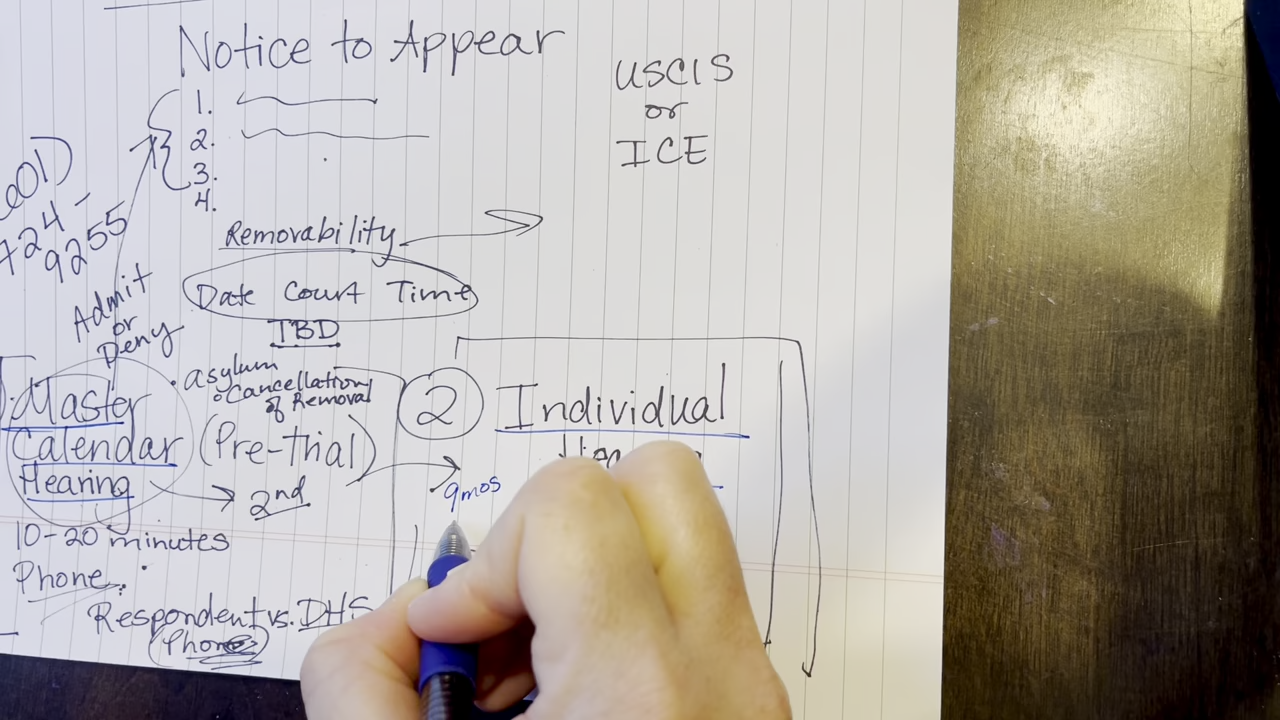 Notice to Appear
USCIS
or
ICE
1.
2.
3.
4.
724-
9255
Removability
Date Court Time
TBD
Admit
or
Deny
• asylum
• Cancellation
of Removal
Master
Calendar (Pre-trial)
Hearing
2nd
2 Individual
9mos
10-20 minutes
Phone
Respondent vs. DHS
(Phone)